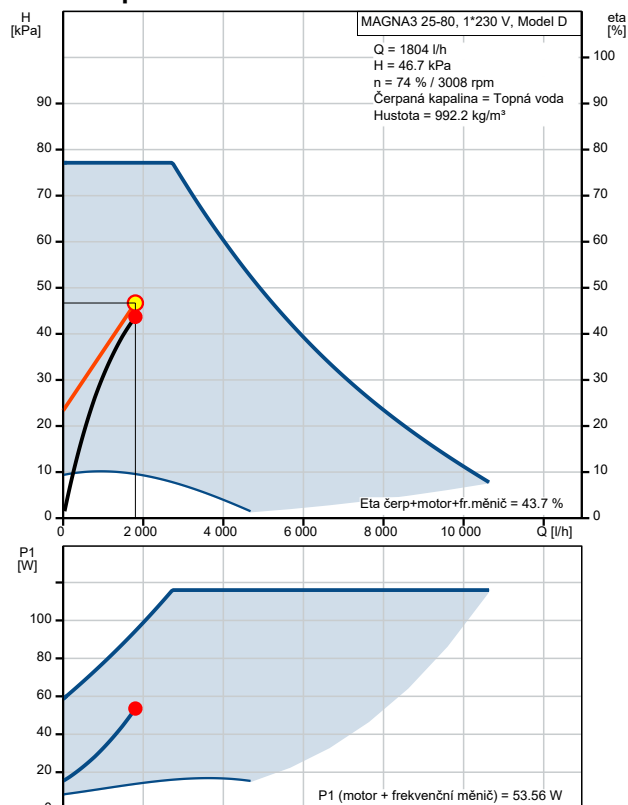 H
[kPa]
MAGNA3 25-80, 1*230 V, Model D
eta
[%]
Q = 1804 l/h
H = 46.7 kPa
n = 74 % / 3008 rpm
Čerpaná kapalina = Topná voda
Hustota = 992.2 kg/m³
100
90
90
80
80
70
70
60
60
50
50
40
40
30
30
20
20
10
10
0
0
Eta čerp+motor+fr.měnič = 43.7 %
0
2 000
4 000
6 000
8 000
10 000
Q [l/h]
P1
[W]
100
80
60
40
20
P1 (motor + frekvenční měnič) = 53.56 W